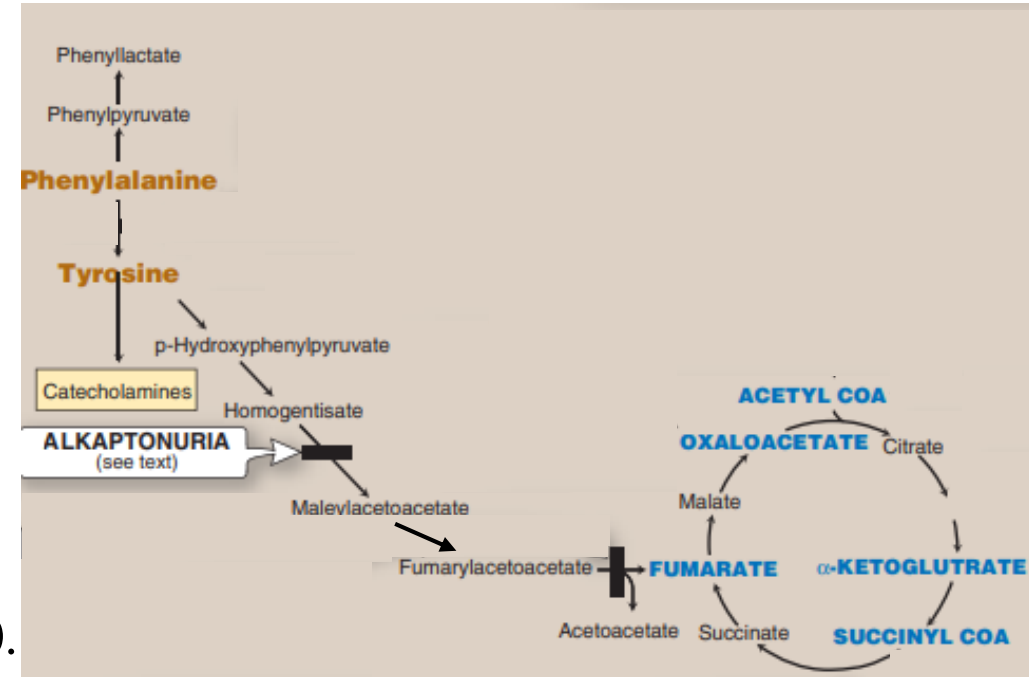 Phenyllactate
Phenylpyruvate
Phenylalanine
Tyrosine
p-Hydroxyphenylpyruvate
Catecholamines
Homogentisate
ALKAPTONURIA
(see text)
Malevlacetoacetate
Fumarylacetoacetate
Acetoacetate
ACETYL COA
OXALOACETATE
Citrate
Malate
FUMARATE
α-KETOGLUTRATE
Succinate
SUCCINYL COA
).